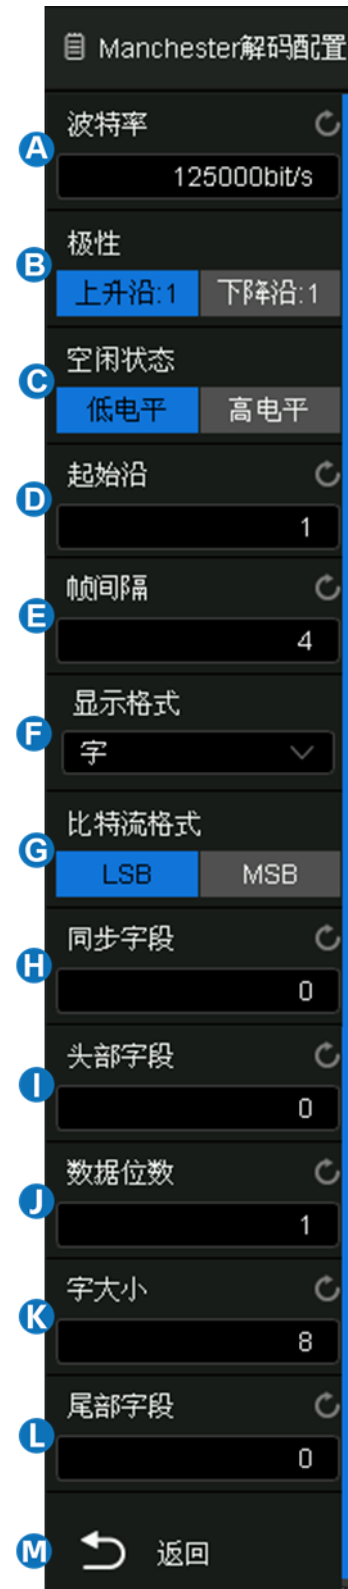 Manchester解码配置
A
波特率
125000bit/s
B
极性
上升沿:1 下降沿:1
C
空闲状态
低电平 高电平
D
起始沿
1
E
帧间隔
4
F
显示格式
字
G
比特流格式
LSB MSB
H
同步字段
0
I
头部字段
0
J
数据位数
1
K
字大小
8
L
尾部字段
0
M
返回